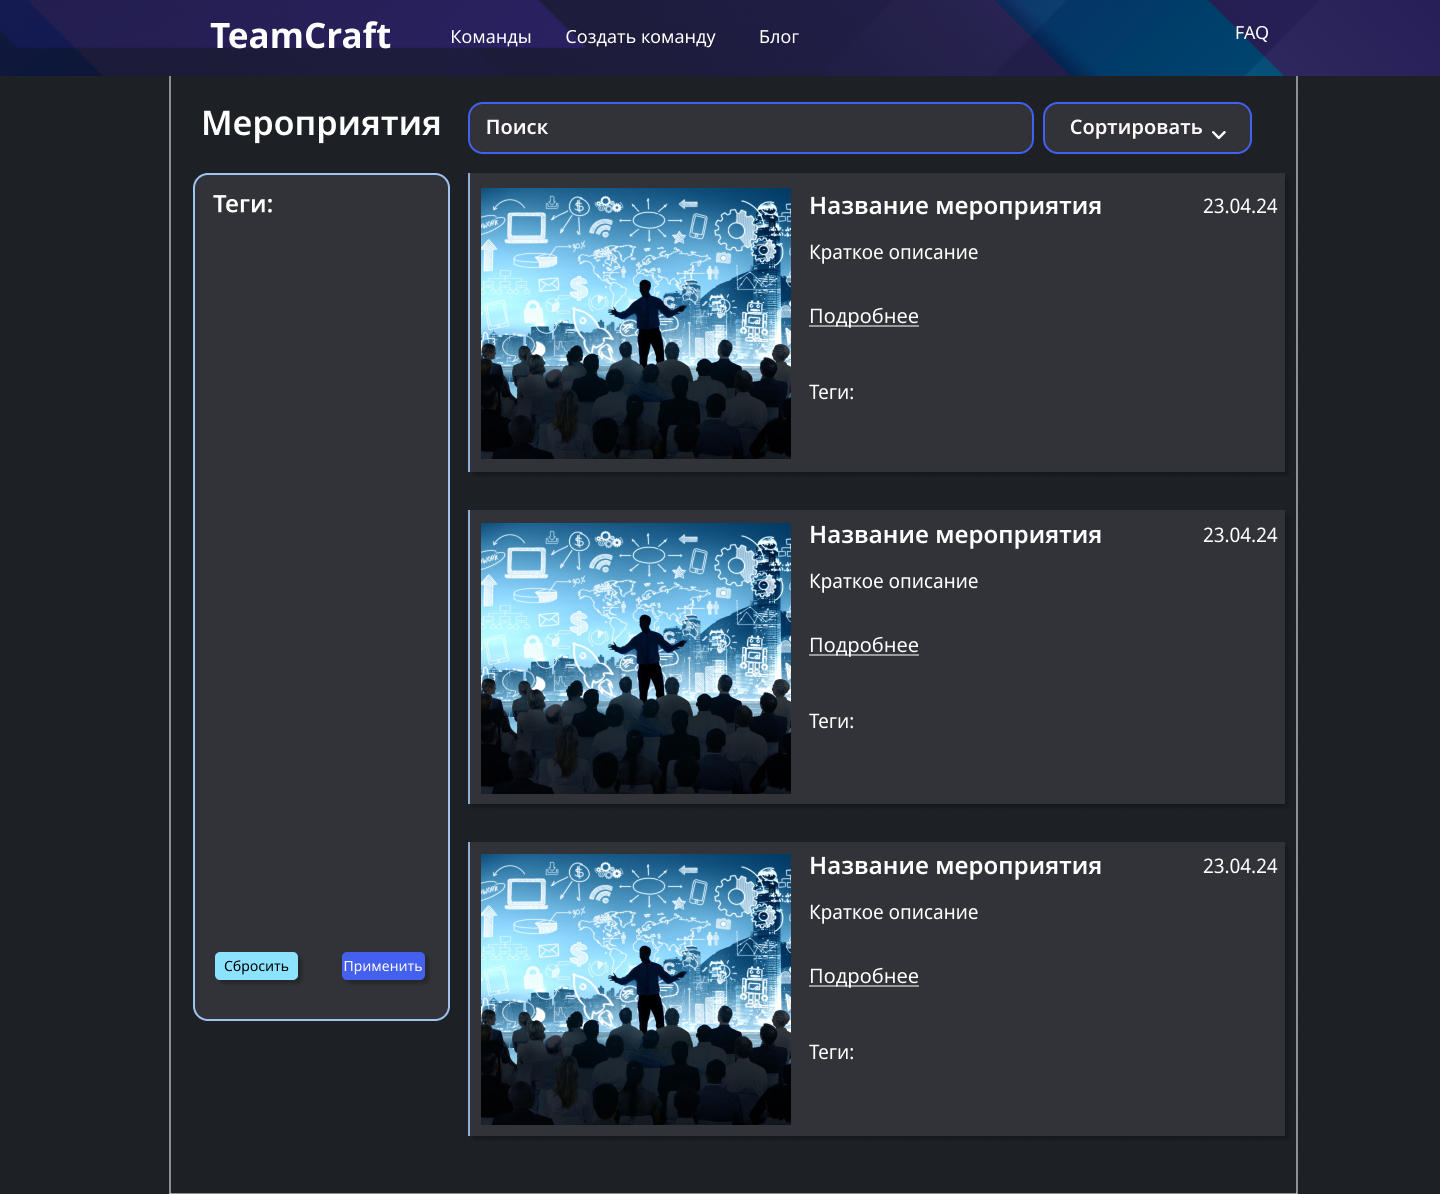 TeamCraft
Команды
Создать команду
Блог
FAQ
Мероприятия
Поиск
Сортировать
Теги:
Сбросить
Применить
Название мероприятия
23.04.24
Краткое описание
Подробнее
Теги:
Название мероприятия
23.04.24
Краткое описание
Подробнее
Теги:
Название мероприятия
23.04.24
Краткое описание
Подробнее
Теги: